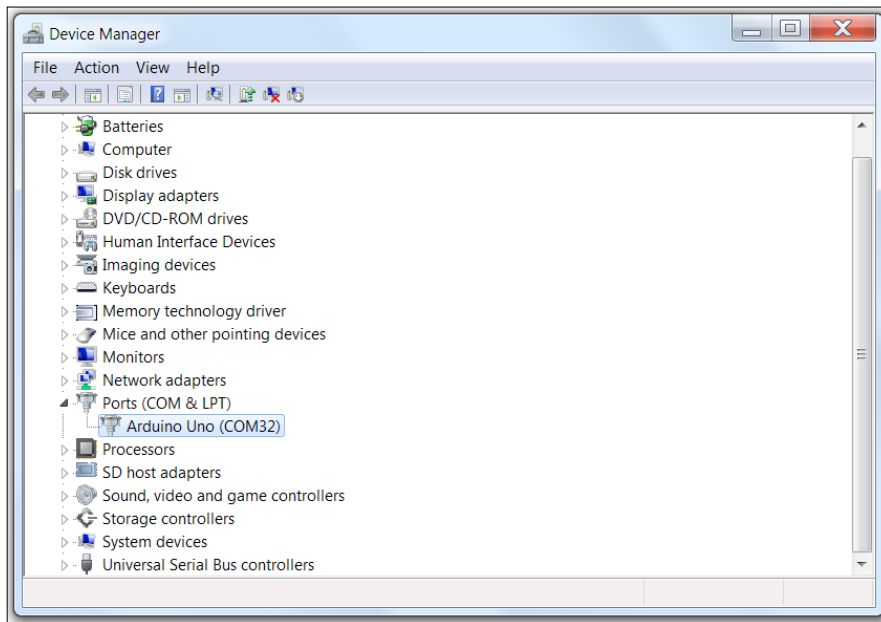 Device Manager
File Action View Help
Batteries
Computer
Disk drives
Display adapters
DVD/CD-ROM drives
Human Interface Devices
Imaging devices
Keyboards
Memory technology driver
Mice and other pointing devices
Monitors
Network adapters
Ports (COM & LPT)
Arduino Uno (COM32)
Processors
SD host adapters
Sound, video and game controllers
Storage controllers
System devices
Universal Serial Bus controllers